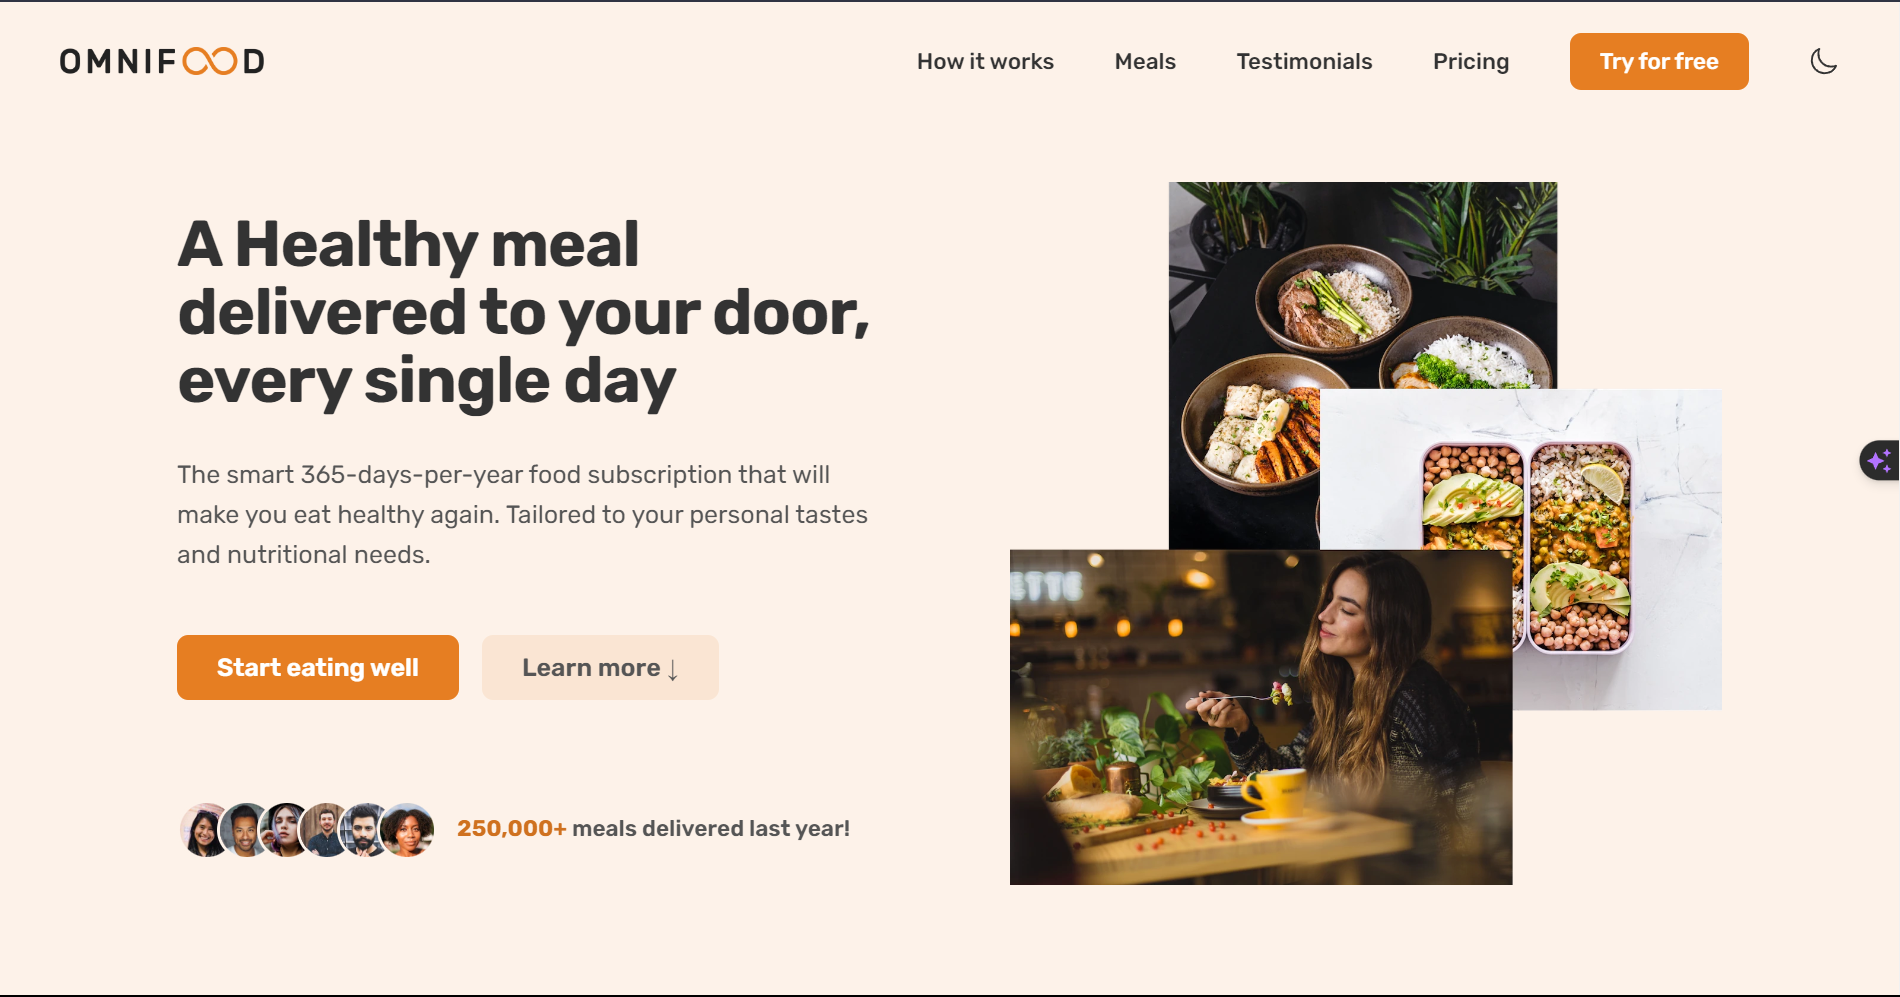 OMNIFOOD
How it works
Meals
Testimonials
Pricing
Try for free
A Healthy meal
delivered to your door,
every single day
The smart 365-days-per-year food subscription that will
make you eat healthy again. Tailored to your personal tastes
and nutritional needs.
Start eating well
Learn more ↓
250,000+ meals delivered last year!
ETTE